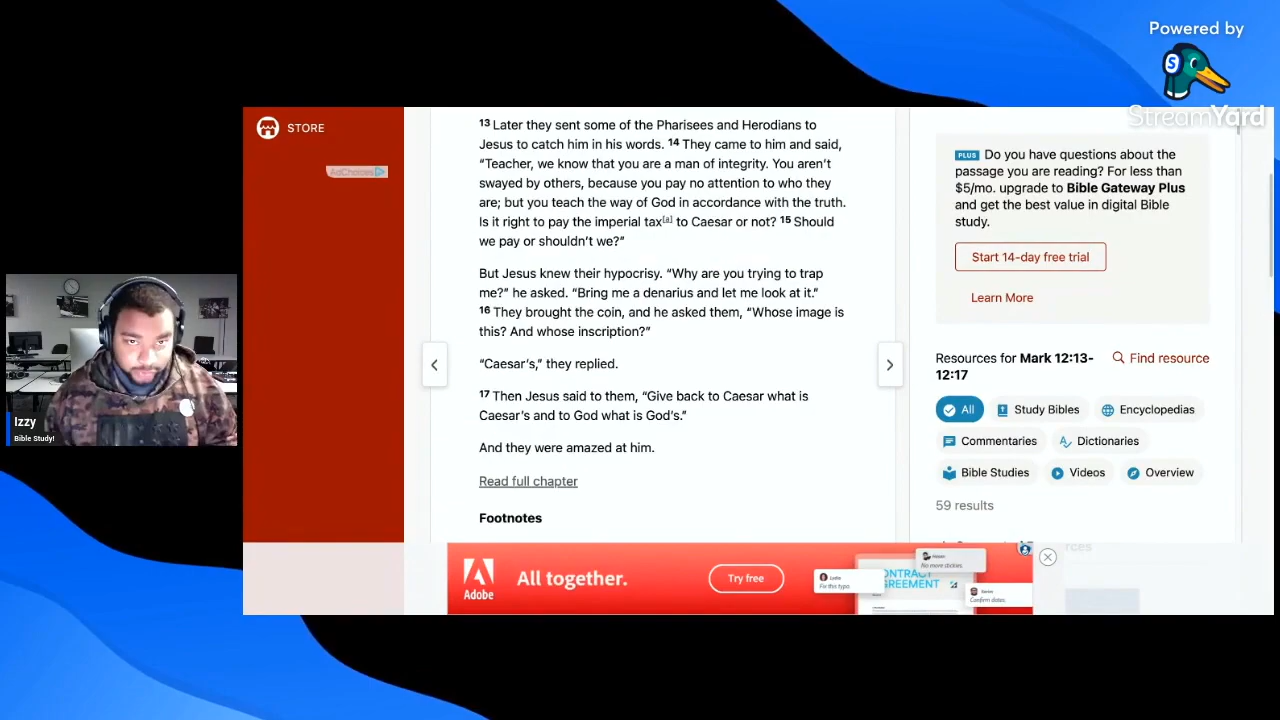 Powered by
S
StreamYard
STORE
AdChoices
13 Later they sent some of the Pharisees and Herodians to
Jesus to catch him in his words. 14 They came to him and said,
“Teacher, we know that you are a man of integrity. You aren’t
swayed by others, because you pay no attention to who they
are; but you teach the way of God in accordance with the truth.
Is it right to pay the imperial tax[a] to Caesar or not? 15 Should
we pay or shouldn’t we?”
But Jesus knew their hypocrisy. “Why are you trying to trap
me?” he asked. “Bring me a denarius and let me look at it.”
16 They brought the coin, and he asked them, “Whose image is
this? And whose inscription?”
“Caesar’s,” they replied.
17 Then Jesus said to them, “Give back to Caesar what is
Caesar’s and to God what is God’s.”
And they were amazed at him.
Read full chapter
Footnotes
PLUS Do you have questions about the
passage you are reading? For less than
$5/mo. upgrade to Bible Gateway Plus
and get the best value in digital Bible
study.
Start 14-day free trial
Learn More
Resources for Mark 12:13-
12:17
Find resource
All Study Bibles Encyclopedias
Commentaries Dictionaries
Bible Studies Videos Overview
59 results
Izzy
Bible Study!
Adobe
All together.
Try free
Fix this typo.
CONTRACT
AGREEMENT
No more stickies.
Confirm dates.